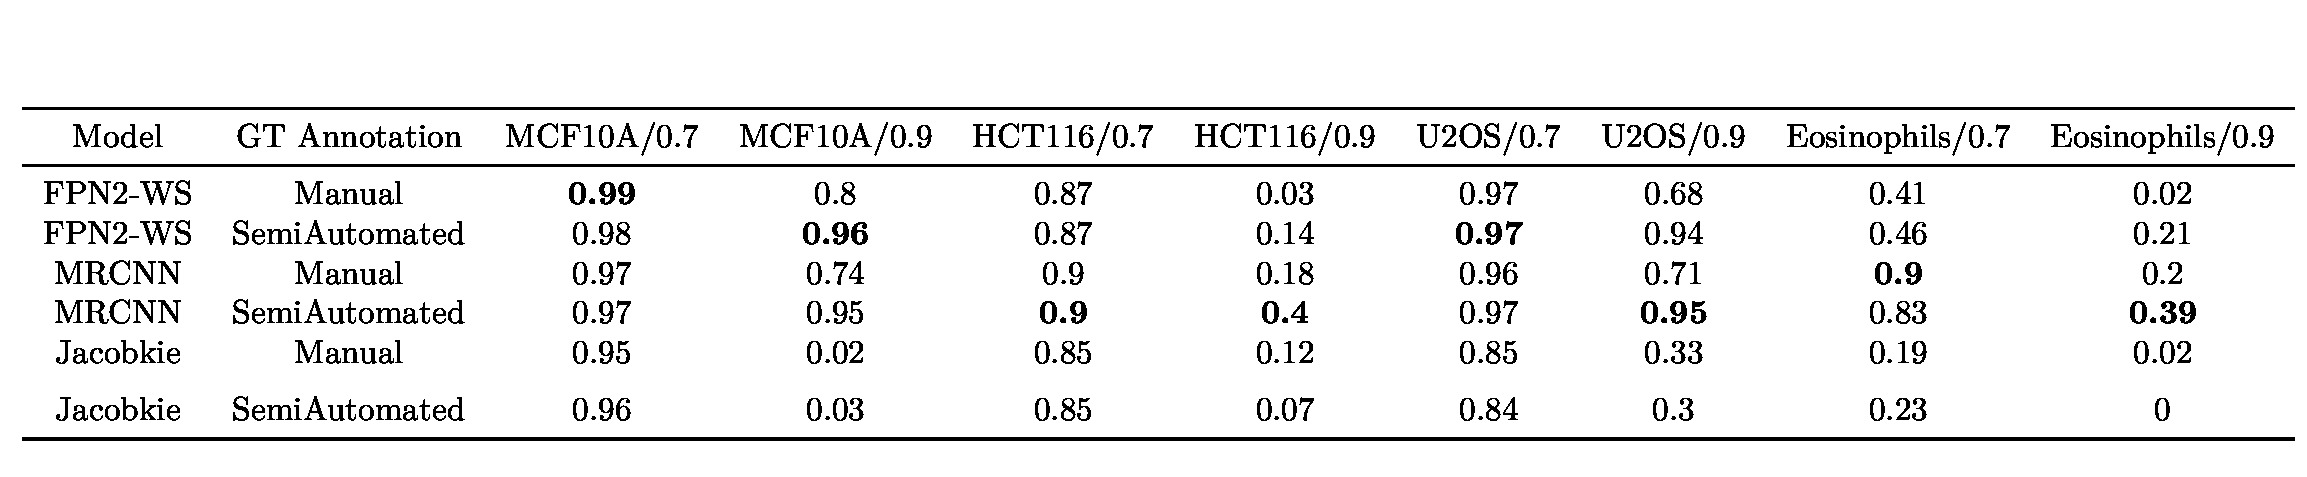 Model GT Annotation MCF10A/0.7 MCF10A/0.9 HCT116/0.7 HCT116/0.9 U2OS/0.7 U2OS/0.9 Eosinophils/0.7 Eosinophils/0.9
FPN2-WS Manual 0.99 0.8 0.87 0.03 0.97 0.68 0.41 0.02
FPN2-WS SemiAutomated 0.98 0.96 0.87 0.14 0.97 0.94 0.46 0.21
MRCNN Manual 0.97 0.74 0.9 0.18 0.96 0.71 0.9 0.2
MRCNN SemiAutomated 0.97 0.95 0.9 0.4 0.97 0.95 0.83 0.39
Jacobkie Manual 0.95 0.02 0.85 0.12 0.85 0.33 0.19 0.02
Jacobkie SemiAutomated 0.96 0.03 0.85 0.07 0.84 0.3 0.23 0